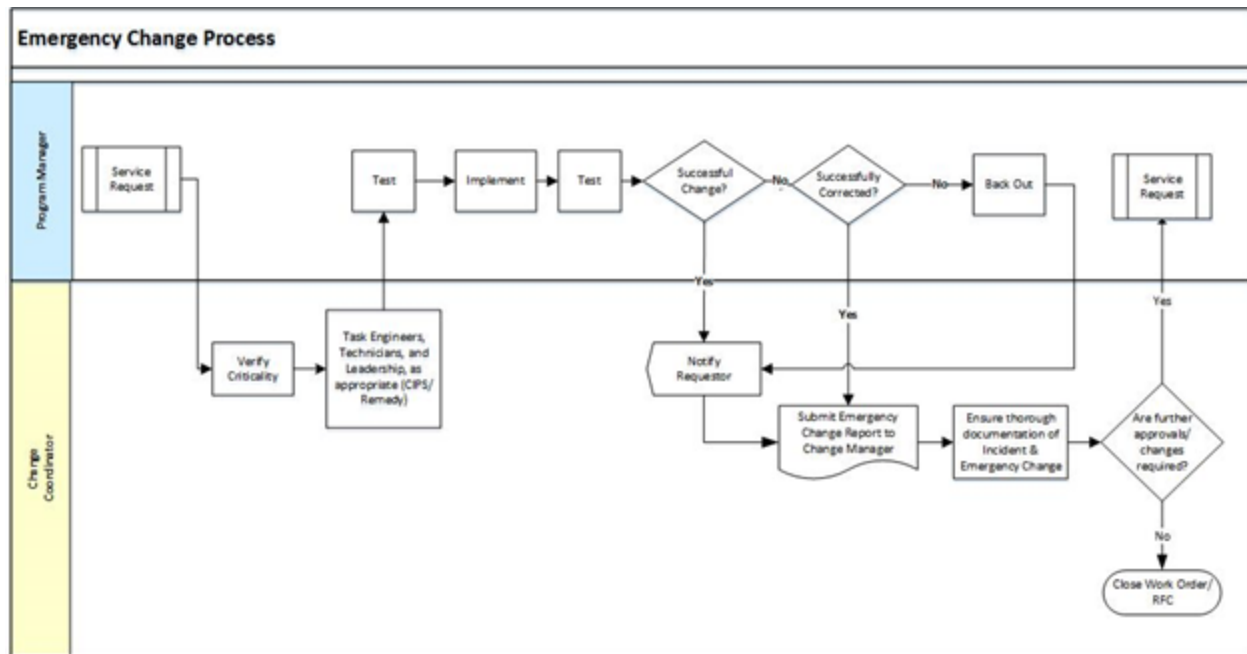 Emergency Change Process
Program Manager
Service
Request
Test
Implement
Test
Successful
Change?
No
Successfully
Corrected?
No
Back Out
Service
Request
Yes
Yes
Yes
Change
Coordinator
Verify
Criticality
Task Engineers,
Technicians, and
Leadership, as
appropriate (CIPS/
Remedy)
Notify
Requestor
Submit Emergency
Change Report to
Change Manager
Ensure thorough
documentation of
Incident &
Emergency Change
Are further
approvals/
changes
required?
No
Close Work Order/
RFC